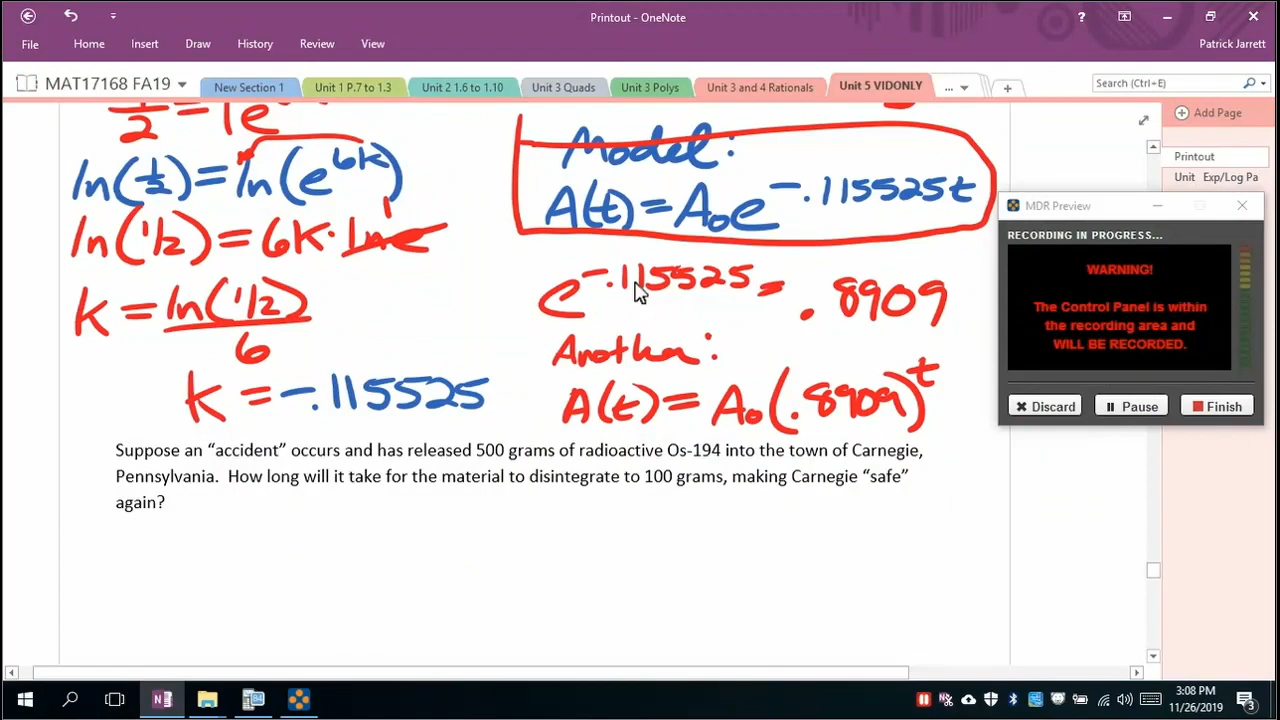 Printout - OneNote
?
File Home Insert Draw History Review View
Patrick Jarrett
MAT17168 FA19
New Section 1
Unit 1 P.7 to 1.3
Unit 2 1.6 to 1.10
Unit 3 Quads
Unit 3 Polys
Unit 3 and 4 Rationals
Unit 5 VIDONLY
...
Search (Ctrl+E)
Add Page
Printout
Unit Exp/Log Pa
ln(1/2) = ln(e^6k)
ln(1/2) = 6k · ln e
1
k = ln(1/2)
6
k = -.115525
Model:
A(t) = A₀e^-.115525t
e^-.115525 = .8909
Another:
A(t) = A₀(.8909)^t
Suppose an “accident” occurs and has released 500 grams of radioactive Os-194 into the town of Carnegie,
Pennsylvania. How long will it take for the material to disintegrate to 100 grams, making Carnegie “safe”
again?
MDR Preview
RECORDING IN PROGRESS...
WARNING!
The Control Panel is within
the recording area and
WILL BE RECORDED.
Discard
Pause
Finish
3:08 PM
11/26/2019
3